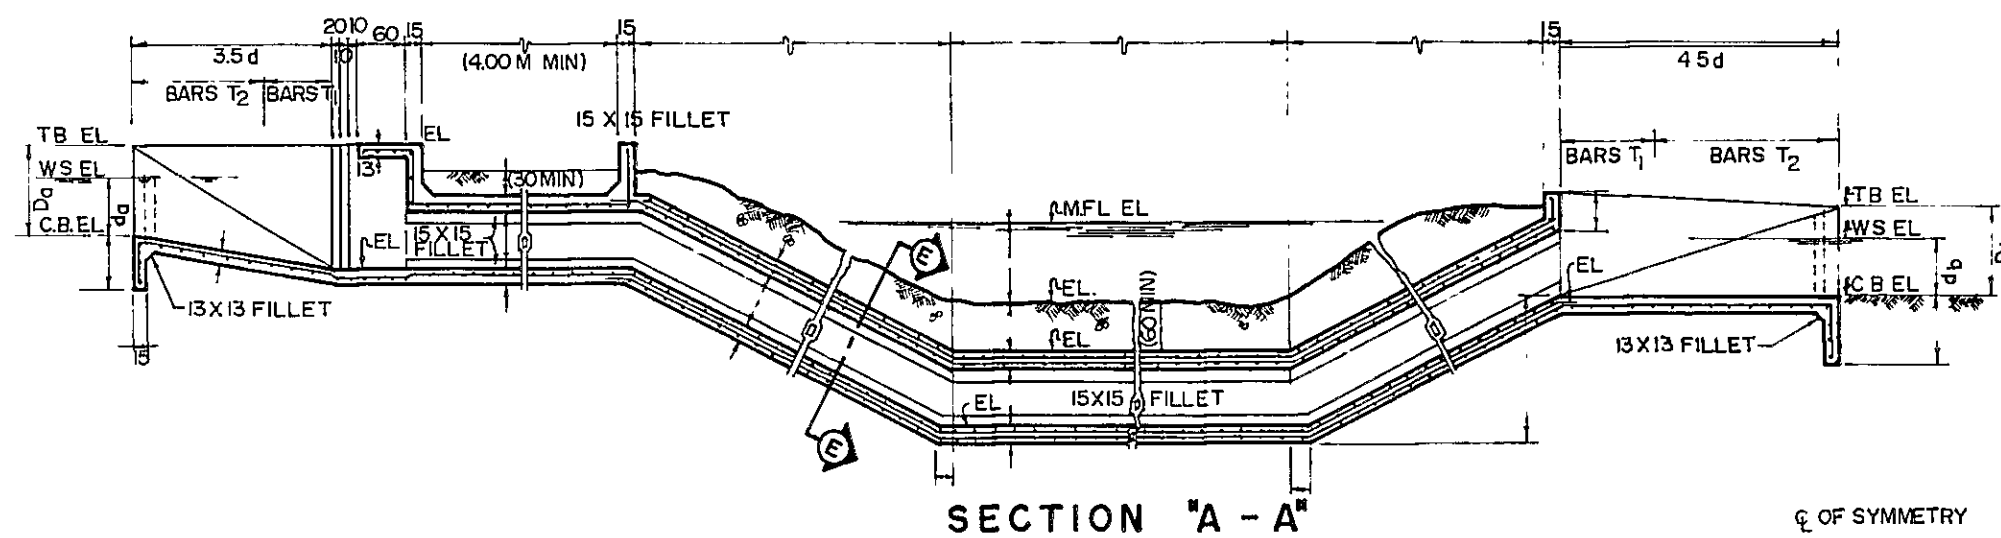 20 10
15
60
15
15
15
3.5 d
10
(4.00 M MIN)
4.5d
BARS T2
BARS T1
15 X 15 FILLET
TB EL
EL
BARS T1
BARS T2
WS EL
13
(30 MIN)
TB EL
Da
da
M.FL EL
WS EL
C.B. EL
EL
15 X 15
FILLET
E
EL
db
D
EL.
C B EL
13 X 13 FILLET
(60 MIN)
EL
13 X 13 FILLET
15
EL
15X15 FILLET
E
SECTION "A - A"
℄ OF SYMMETRY